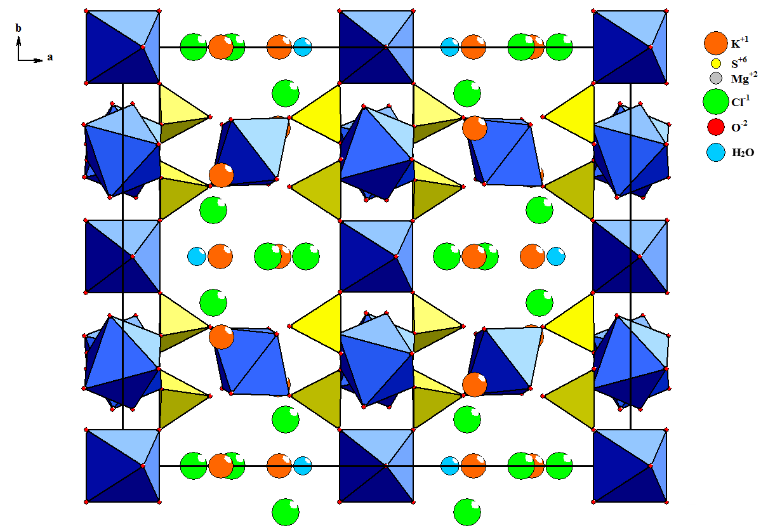 b
a
K+1
S+6
Mg+2
Cl-1
O-2
H2O